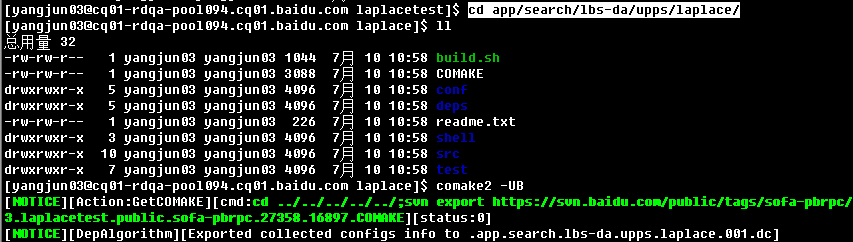 [yangjun03@cq01-rdqa-pool094.cq01.baidu.com laplacetest]$ cd app/search/lbs-da/upps/laplace/
[yangjun03@cq01-rdqa-pool094.cq01.baidu.com laplace]$ ll
总用量 32
-rw-rw-r-- 1 yangjun03 yangjun03 1044 7月 10 10:58 build.sh
-rw-rw-r-- 1 yangjun03 yangjun03 3088 7月 10 10:58 COMAKE
drwxrwxr-x 5 yangjun03 yangjun03 4096 7月 10 10:58 conf
drwxrwxr-x 5 yangjun03 yangjun03 4096 7月 10 10:58 deps
-rw-rw-r-- 1 yangjun03 yangjun03 226 7月 10 10:58 readme.txt
drwxrwxr-x 3 yangjun03 yangjun03 4096 7月 10 10:58 shell
drwxrwxr-x 10 yangjun03 yangjun03 4096 7月 10 10:58 src
drwxrwxr-x 7 yangjun03 yangjun03 4096 7月 10 10:58 test
[yangjun03@cq01-rdqa-pool094.cq01.baidu.com laplace]$ comake2 -UB
[NOTICE][Action:GetCOMAKE][cmd:cd ../../../../../;svn export https://svn.baidu.com/public/tags/sofa-pbrpc/
3.laplacetest.public.sofa-pbrpc.27358.16897.COMAKE][status:0]
[NOTICE][DepAlgorithm][Exported collected configs info to .app.search.lbs-da.upps.laplace.001.dc]